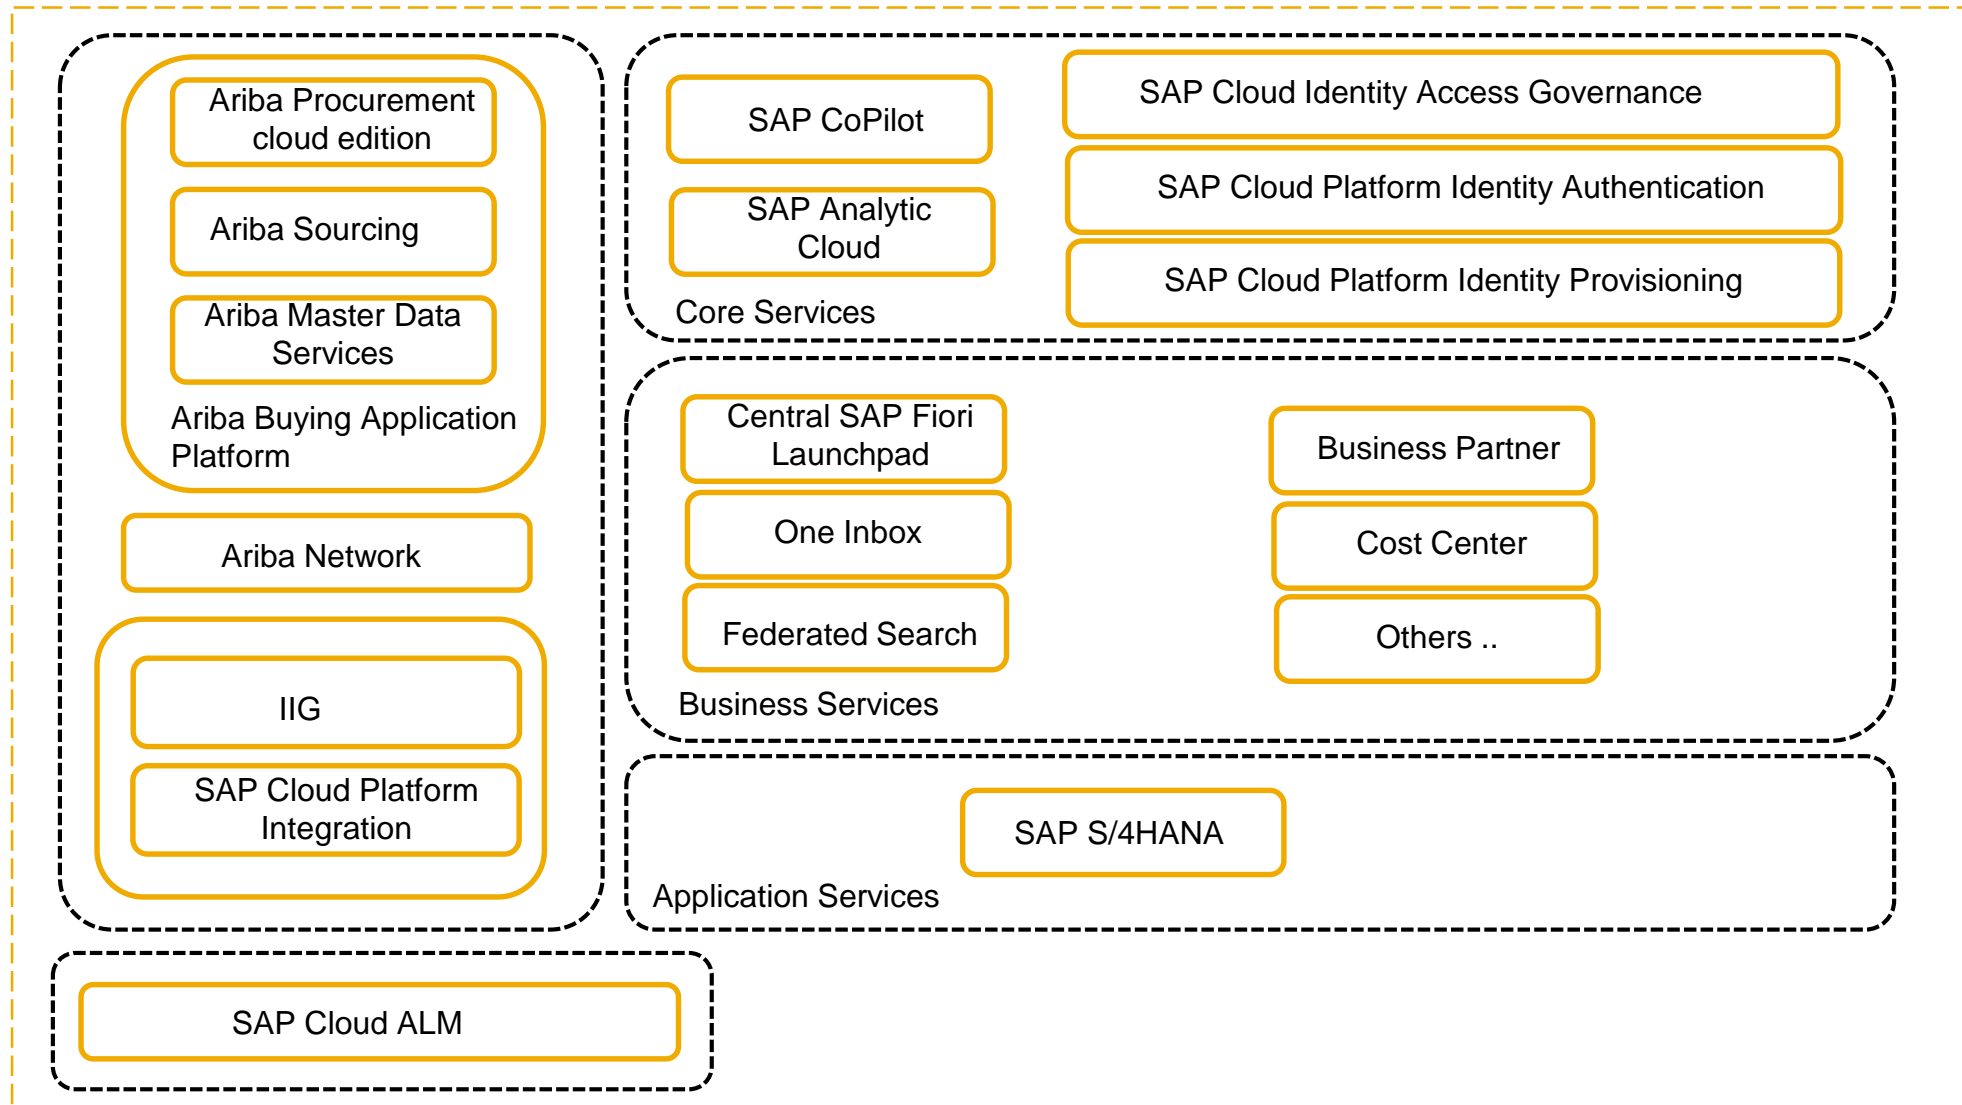 Ariba Procurement
cloud edition
Ariba Sourcing
Ariba Master Data
Services
Ariba Buying Application
Platform
Ariba Network
IIG
SAP Cloud Platform
Integration
SAP CoPilot
SAP Analytic
Cloud
Core Services
SAP Cloud Identity Access Governance
SAP Cloud Platform Identity Authentication
SAP Cloud Platform Identity Provisioning
Central SAP Fiori
Launchpad
One Inbox
Federated Search
Business Services
Business Partner
Cost Center
Others ..
SAP S/4HANA
Application Services
SAP Cloud ALM